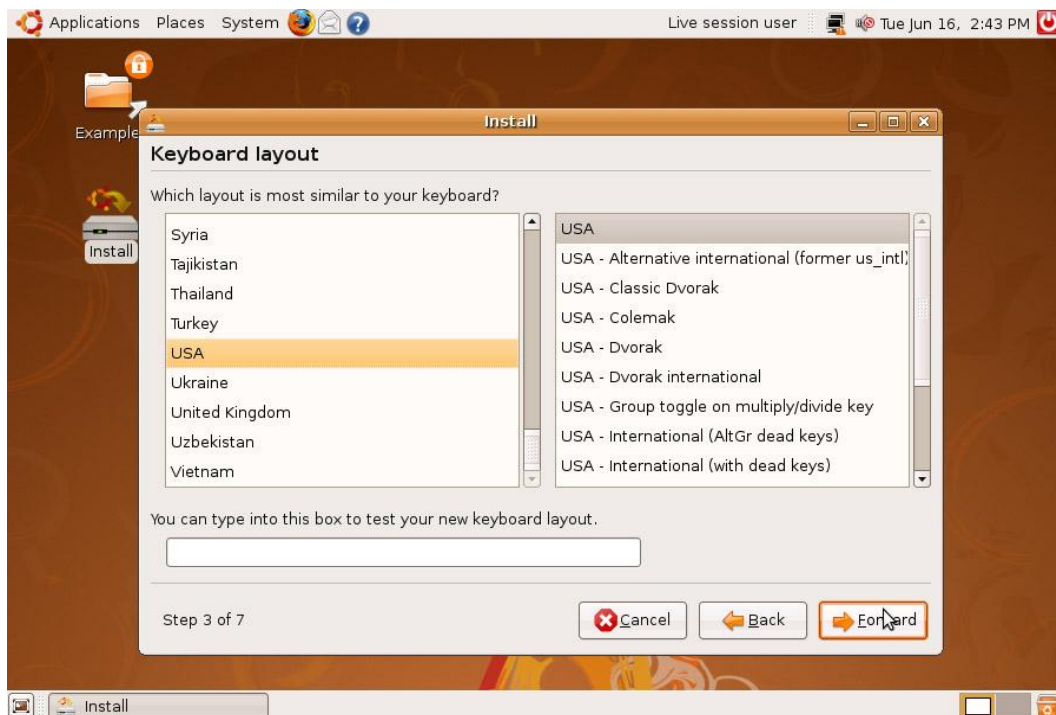 Applications Places System Live session user Tue Jun 16, 2:43 PM
Example
Install
Install
Keyboard layout
Which layout is most similar to your keyboard?
Syria
Tajikistan
Thailand
Turkey
USA
Ukraine
United Kingdom
Uzbekistan
Vietnam
USA
USA - Alternative international (former us_intl)
USA - Classic Dvorak
USA - Colemak
USA - Dvorak
USA - Dvorak international
USA - Group toggle on multiply/divide key
USA - International (AltGr dead keys)
USA - International (with dead keys)
You can type into this box to test your new keyboard layout.
Step 3 of 7 Cancel Back Forward
Install